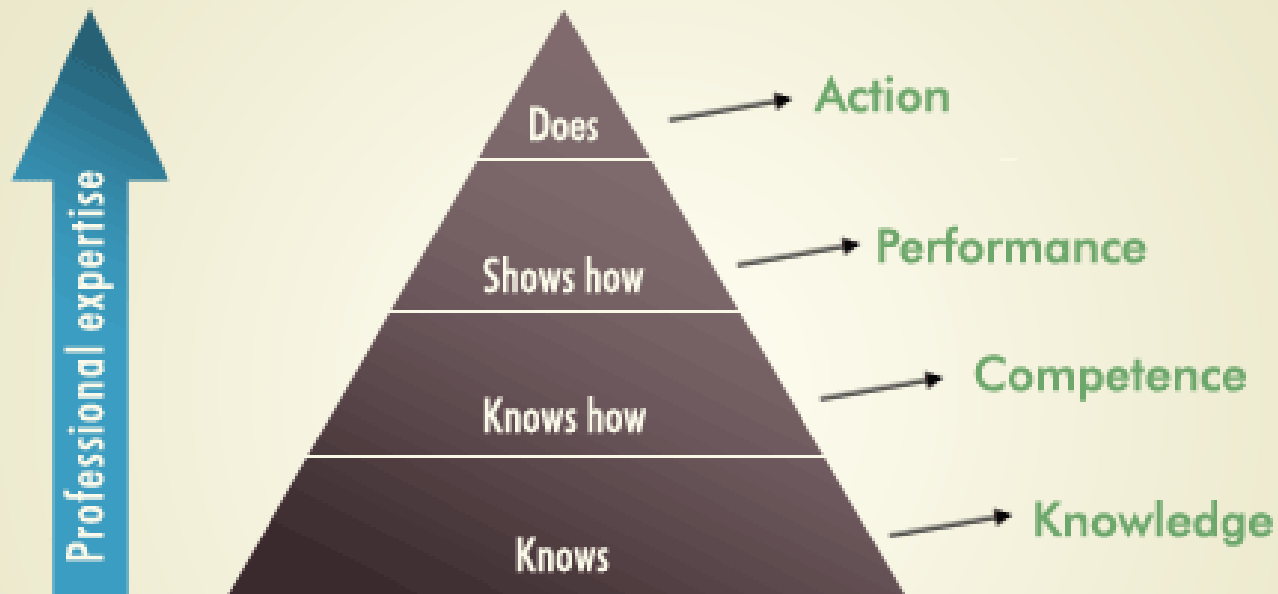 Professional expertise
Does
Action
Shows how
Performance
Knows how
Competence
Knows
Knowledge